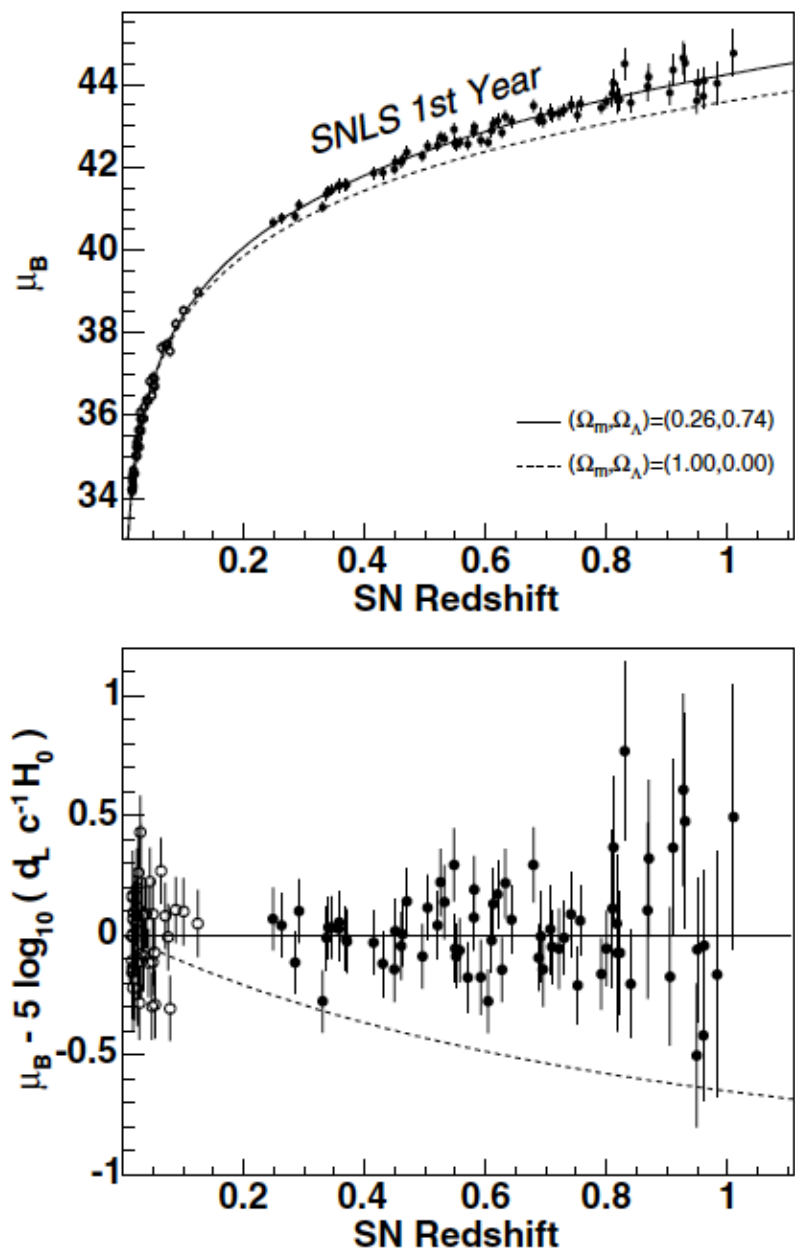 44
42
40
38
36
34
μB
SNLS 1st Year
(Ωm,ΩΛ)=(0.26,0.74)
(Ωm,ΩΛ)=(1.00,0.00)
0.2 0.4 0.6 0.8 1
SN Redshift
1
0.5
0
-0.5
-1
μB - 5 log10 ( dL c-1 H0 )
0.2 0.4 0.6 0.8 1
SN Redshift